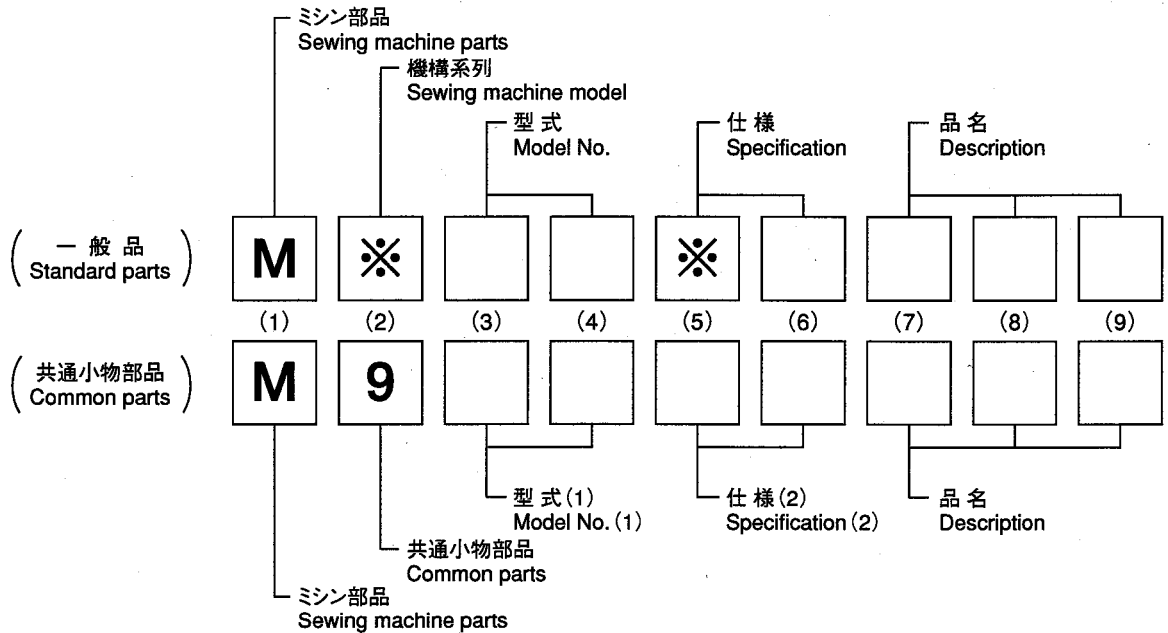 ミシン部品
Sewing machine parts
機構系列
Sewing machine model
型式
Model No.
仕様
Specification
品名
Description
(一般品
Standard parts)
M ※ ※
(1) (2) (3) (4) (5) (6) (7) (8) (9)
(共通小物部品
Common parts)
M 9
型式(1)
Model No.(1)
仕様(2)
Specification(2)
品名
Description
共通小物部品
Common parts
ミシン部品
Sewing machine parts